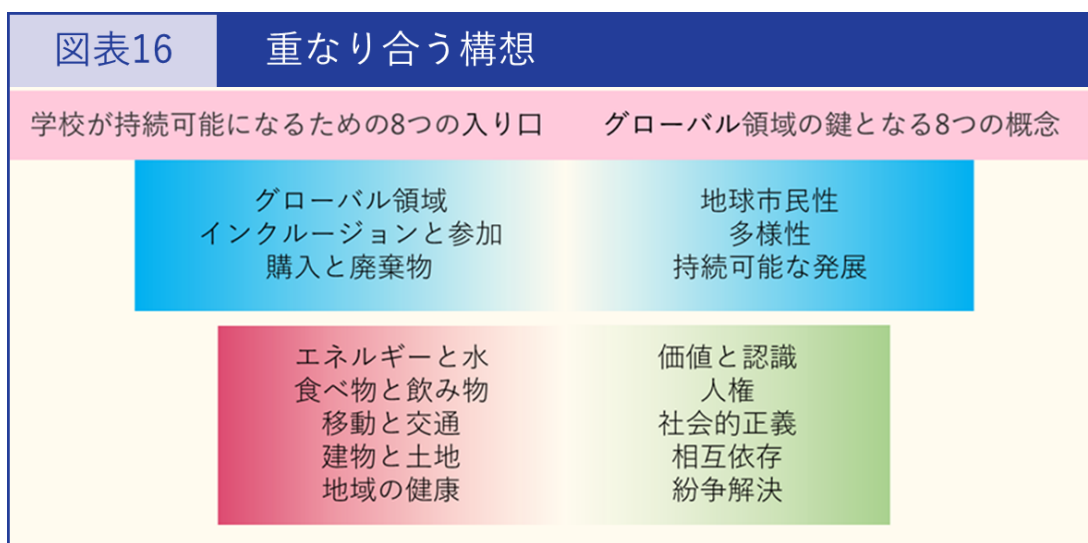 図表16
重なり合う構想
学校が持続可能になるための8つの入り口
グローバル領域の鍵となる8つの概念
グローバル領域
インクルージョンと参加
購入と廃棄物
地球市民性
多様性
持続可能な発展
エネルギーと水
食べ物と飲み物
移動と交通
建物と土地
地域の健康
価値と認識
人権
社会的正義
相互依存
紛争解決